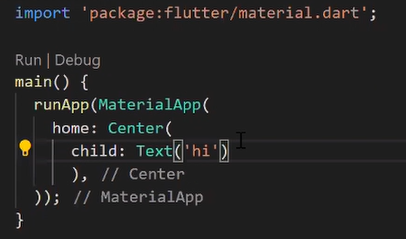 import 'package:flutter/material.dart';
Run | Debug
main() {
runApp(MaterialApp(
home: Center(
child: Text('hi')
), // Center
)); // MaterialApp
}